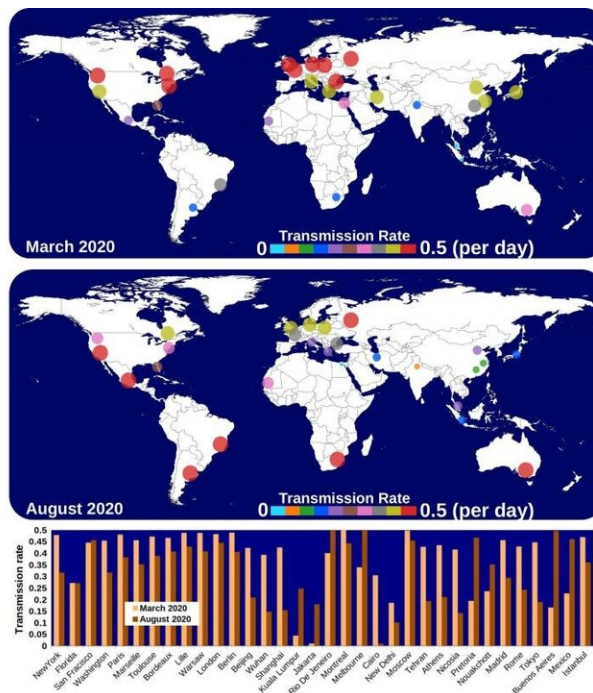 Transmission Rate
March 2020
0
0.5 (per day)
Transmission Rate
August 2020
0
0.5 (per day)
Transmission rate
0.5
0.45
0.4
0.35
0.3
0.25
0.2
0.15
0.1
0.05
0
March 2020
August 2020
NewYork
Florida
San Frascisco
Washington
Paris
Marseille
Toulouse
Bordeaux
Lille
Warsaw
London
Berlin
Beijing
Wuhan
Shanghai
Kuala Lumpur
Jakarta
Rio De Janeiro
Montreal
Melbourne
Cairo
New Delhi
Moscow
Tehran
Athens
Nicosia
Pretoria
Nouakchott
Madrid
Rome
Tokyo
Buenos Aeires
Mexico
Istanbul